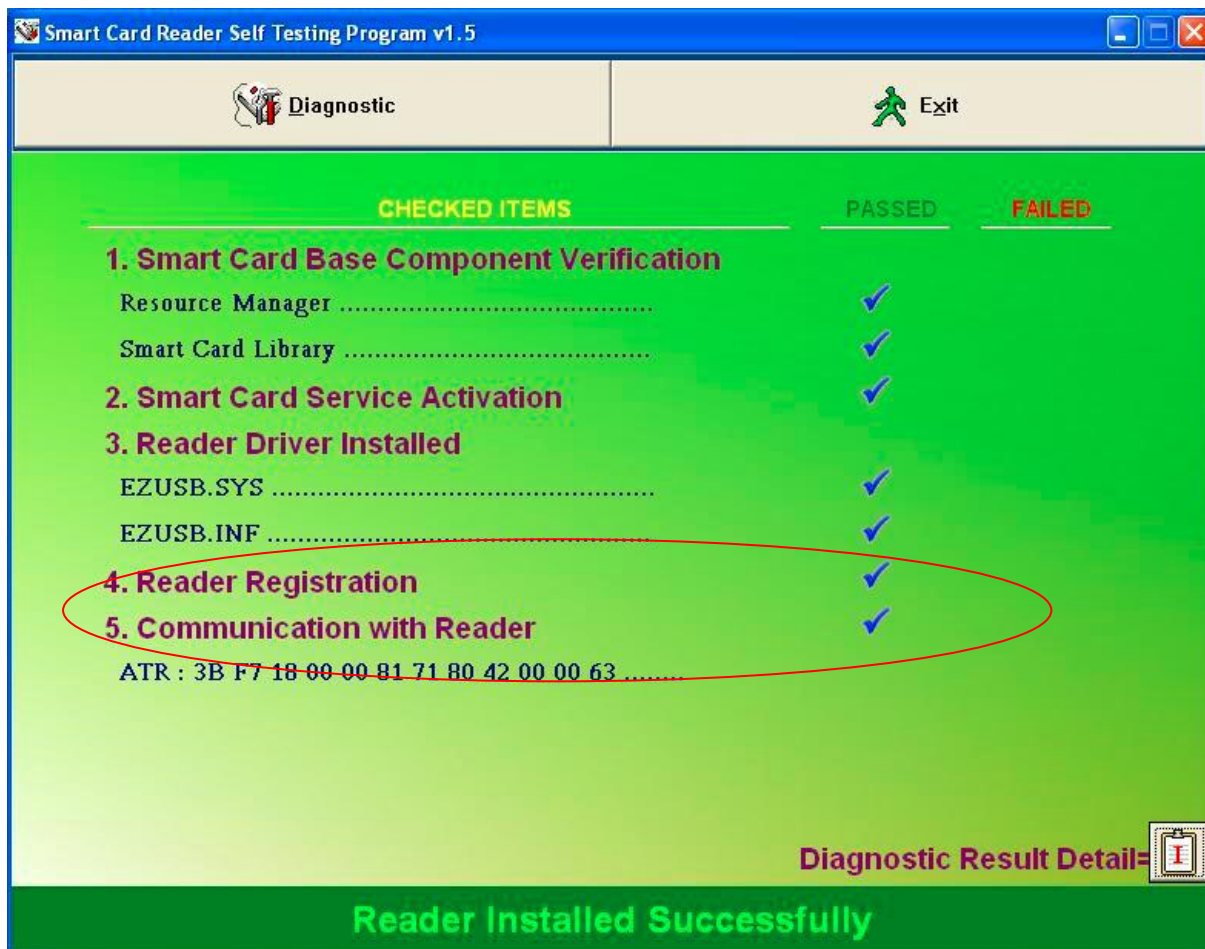 Smart Card Reader Self Testing Program v1.5
Diagnostic Exit
CHECKED ITEMS PASSED FAILED
1. Smart Card Base Component Verification
Resource Manager ........................................
Smart Card Library .......................................
2. Smart Card Service Activation
3. Reader Driver Installed
EZUSB.SYS .................................................
EZUSB.INF .................................................
4. Reader Registration
5. Communication with Reader
ATR : 3B F7 18 00 00 81 71 80 42 00 00 63 ........
Diagnostic Result Detail=
Reader Installed Successfully